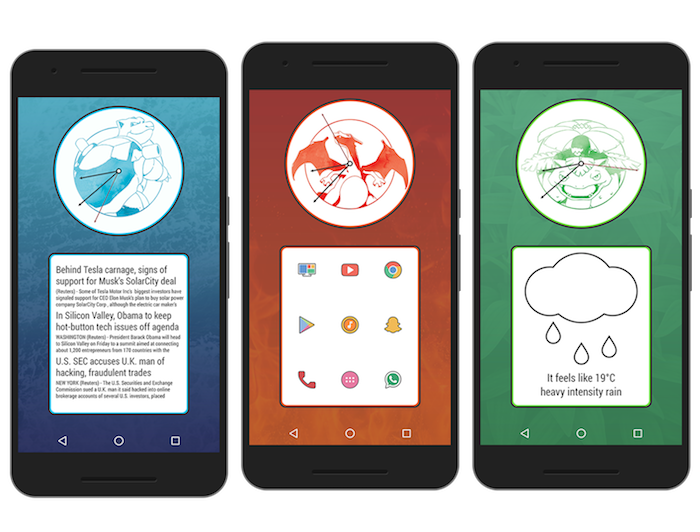 Behind Tesla carnage, signs of
support for Musk's SolarCity deal
(Reuters) - Some of Tesla Motor Inc's biggest investors have
signaled support for CEO Elon Musk's plan to buy solar power
company SolarCity Corp., although the electric car maker's
In Silicon Valley, Obama to keep
hot-button tech issues off agenda
WASHINGTON (Reuters) - President Barack Obama will head
to Silicon Valley on Friday to a summit aimed at connecting
about 1,200 entrepreneurs from 170 countries with the
U.S. SEC accuses U.K. man of
hacking, fraudulent trades
NEW YORK (Reuters) - The U.S. Securities and Exchange
Commission sued a U.K. man it said hacked into online
brokerage accounts of several U.S. investors, placed
It feels like 19°C
heavy intensity rain